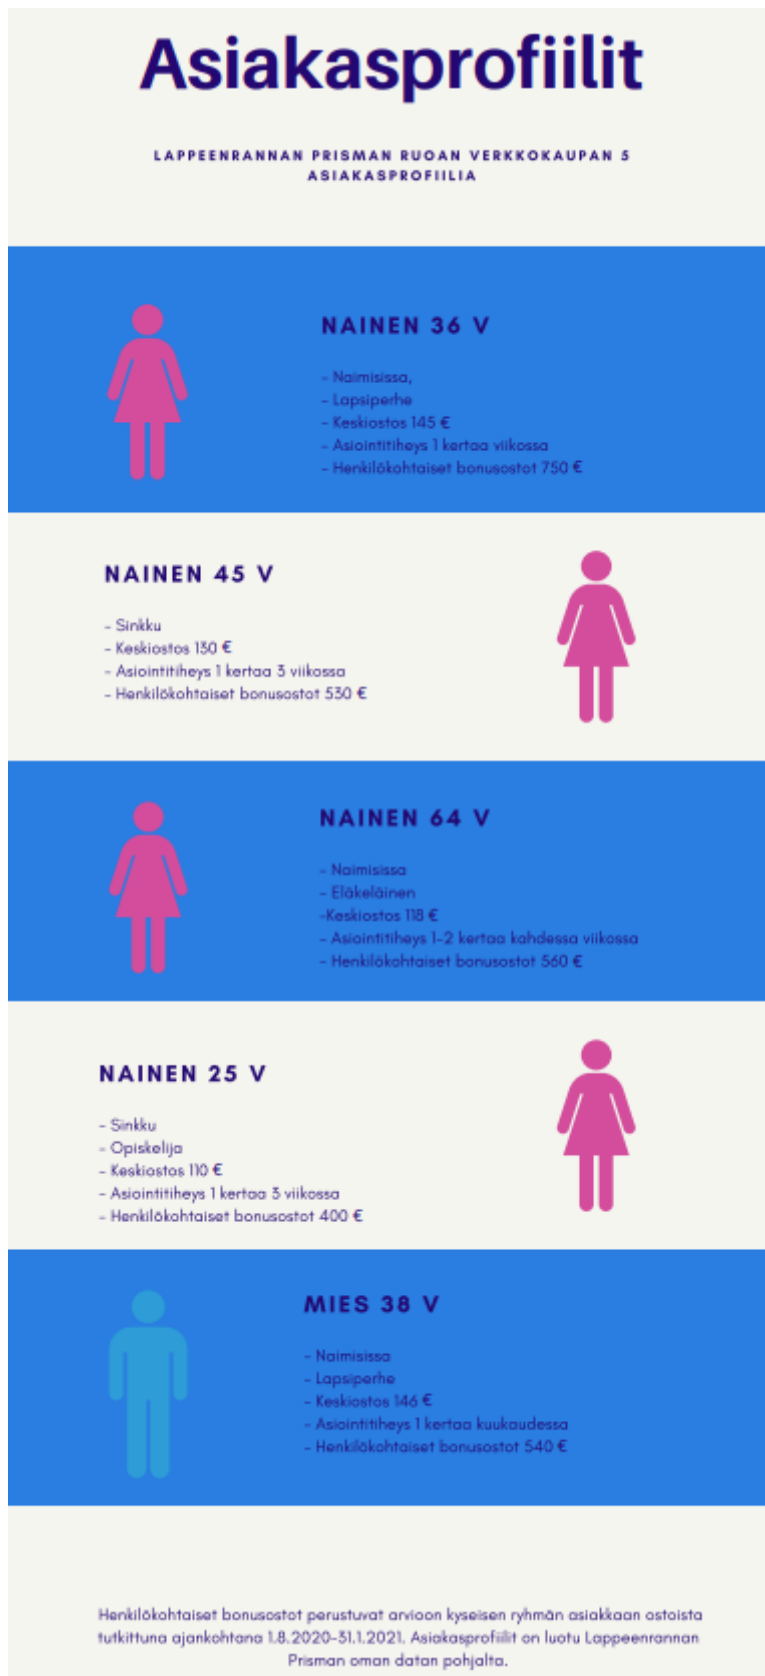 Asiakasprofiilit
LAPPEENRANNAN PRISMAN RUOAN VERKKOKAUPAN 5
ASIAKASPROFIILIA
NAINEN 36 V
- Naimisissa,
- Lapsiperhe
- Keskiostos 145 €
- Asiointitiheys 1 kertaa viikossa
- Henkilökohtaiset bonusostot 750 €
NAINEN 45 V
- Sinkku
- Keskiostos 130 €
- Asiointitiheys 1 kertaa 3 viikossa
- Henkilökohtaiset bonusostot 530 €
NAINEN 64 V
- Naimisissa
- Eläkeläinen
-Keskiostos 118 €
- Asiointitiheys 1-2 kertaa kahdessa viikossa
- Henkilökohtaiset bonusostot 560 €
NAINEN 25 V
- Sinkku
- Opiskelija
- Keskiostos 110 €
- Asiointitiheys 1 kertaa 3 viikossa
- Henkilökohtaiset bonusostot 400 €
MIES 38 V
- Naimisissa
- Lapsiperhe
- Keskiostos 146 €
- Asiointitiheys 1 kertaa kuukaudessa
- Henkilökohtaiset bonusostot 540 €
Henkilökohtaiset bonusostot perustuvat arvioon kyseisen ryhmän asiakkaan ostoista
tutkittuna ajankohtana 1.8.2020-31.1.2021. Asiakasprofiilit on luotu Lappeenrannan
Prisman oman datan pohjalta.